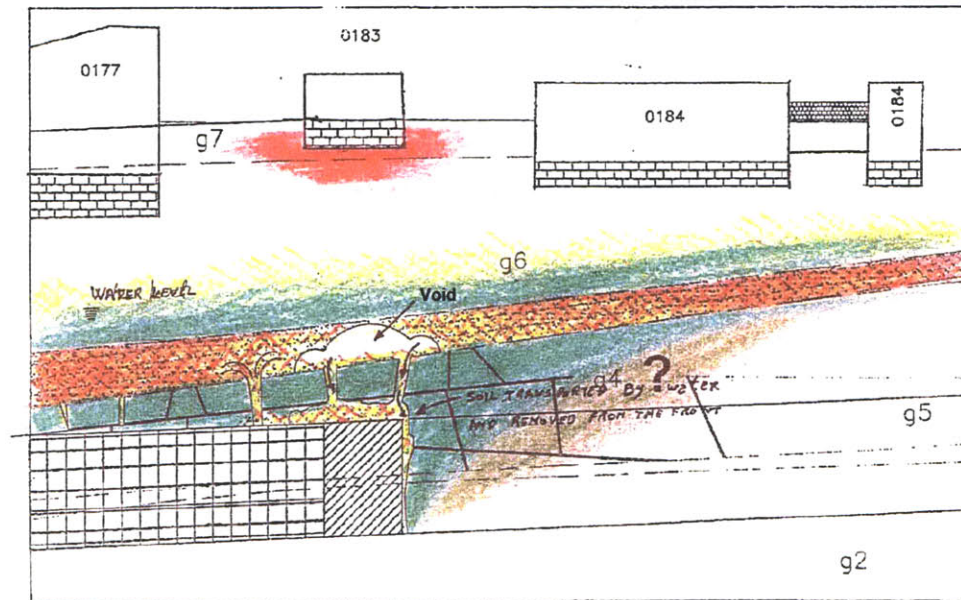 0183
0177
0184
0184
g7
g6
WATER LEVEL
Void
g4 ?
SOIL TRANSPORTED By WATER
AND REMOVED FROM THE FRONT
g5
g2